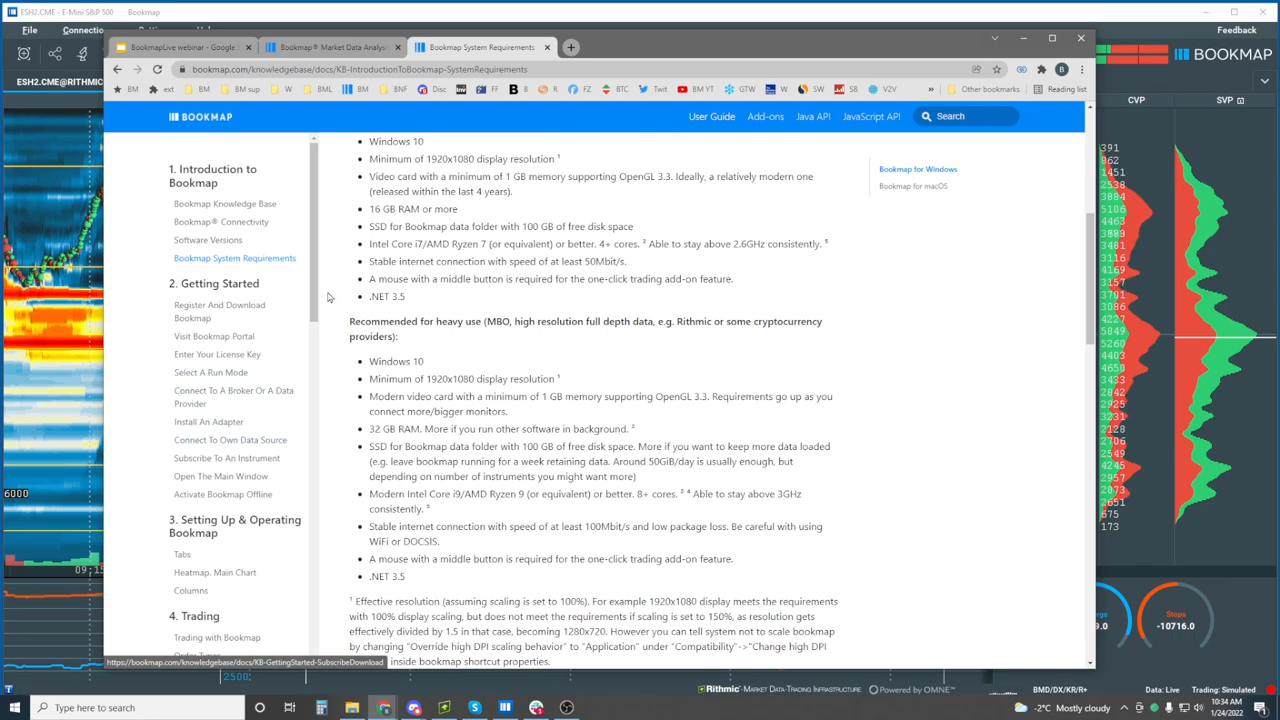 ESH2.CME - E-Mini S&P 500 Bookmap
File Connectio
Feedback
BookmapLive webinar - Google S
Bookmap® Market Data Analysis
Bookmap System Requirements
BOOKMAP
bookmap.com/knowledgebase/docs/KB-IntroductionToBookmap-SystemRequirements
ESH2.CME@RITHMIC
BM ext BM BM sup W BML BM BNF Disc FF B R FZ BTC Twit BM YT GTW W SW SB V2V Other bookmarks Reading list
CVP SVP
BOOKMAP
User Guide Add-ons Java API JavaScript API Search
1. Introduction to
Bookmap
Bookmap Knowledge Base
Bookmap® Connectivity
Software Versions
Bookmap System Requirements
2. Getting Started
Register And Download
Bookmap
Visit Bookmap Portal
Enter Your License Key
Select A Run Mode
Connect To A Broker Or A Data
Provider
Install An Adapter
Connect To Own Data Source
Subscribe To An Instrument
Open The Main Window
Activate Bookmap Offline
3. Setting Up & Operating
Bookmap
Tabs
Heatmap. Main Chart
Columns
4. Trading
Trading with Bookmap
• Windows 10
• Minimum of 1920x1080 display resolution ¹
• Video card with a minimum of 1 GB memory supporting OpenGL 3.3. Ideally, a relatively modern one
(released within the last 4 years).
• 16 GB RAM or more
• SSD for Bookmap data folder with 100 GB of free disk space
• Intel Core i7/AMD Ryzen 7 (or equivalent) or better. 4+ cores. ³ Able to stay above 2.6GHz consistently. ⁵
• Stable internet connection with speed of at least 50Mbit/s.
• A mouse with a middle button is required for the one-click trading add-on feature.
• .NET 3.5
Recommended for heavy use (MBO, high resolution full depth data, e.g. Rithmic or some cryptocurrency
providers):
• Windows 10
• Minimum of 1920x1080 display resolution ¹
• Modern video card with a minimum of 1 GB memory supporting OpenGL 3.3. Requirements go up as you
connect more/bigger monitors.
• 32 GB RAM. More if you run other software in background. ²
• SSD for Bookmap data folder with 100 GB of free disk space. More if you want to keep more data loaded
(e.g. leave bookmap running for a week retaining data. Around 50GiB/day is usually enough, but
depending on number of instruments you might want more)
• Modern Intel Core i9/AMD Ryzen 9 (or equivalent) or better. 8+ cores. ³ ⁴ Able to stay above 3GHz
consistently. ⁵
• Stable internet connection with speed of at least 100Mbit/s and low package loss. Be careful with using
WiFi or DOCSIS.
• A mouse with a middle button is required for the one-click trading add-on feature.
• .NET 3.5
¹ Effective resolution (assuming scaling is set to 100%). For example 1920x1080 display meets the requirements
with 100% display scaling, but does not meet the requirements if scaling is set to 150%, as resolution gets
effectively divided by 1.5 in that case, becoming 1280x720. However you can tell system not to scale bookmap
by changing "Override high DPI scaling behavior" to "Application" under "Compatibility"->"Change high DPI
inside bookmap shortcut properties.
Bookmap for Windows
Bookmap for macOS
https://bookmap.com/knowledgebase/docs/KB-GettingStarted-SubscribeDownload
391
862
1451
2538
3804
5106
4463
3401
3116
3157
3701
3086
4227
5849
5260
4403
4650
3433
2842
2925
3231
2128
2706
2549
4245
2873
2651
675
173
6000
09:15
2500
Stops
-10716.0
9.0
Rithmic - MARKET DATA-TRADING INFRASTRUCTURE Powered by OMNE™
BMD/DX/KR/R+ Data: Live Trading: Simulated
Type here to search
-2°C Mostly cloudy
10:34 AM
1/24/2022